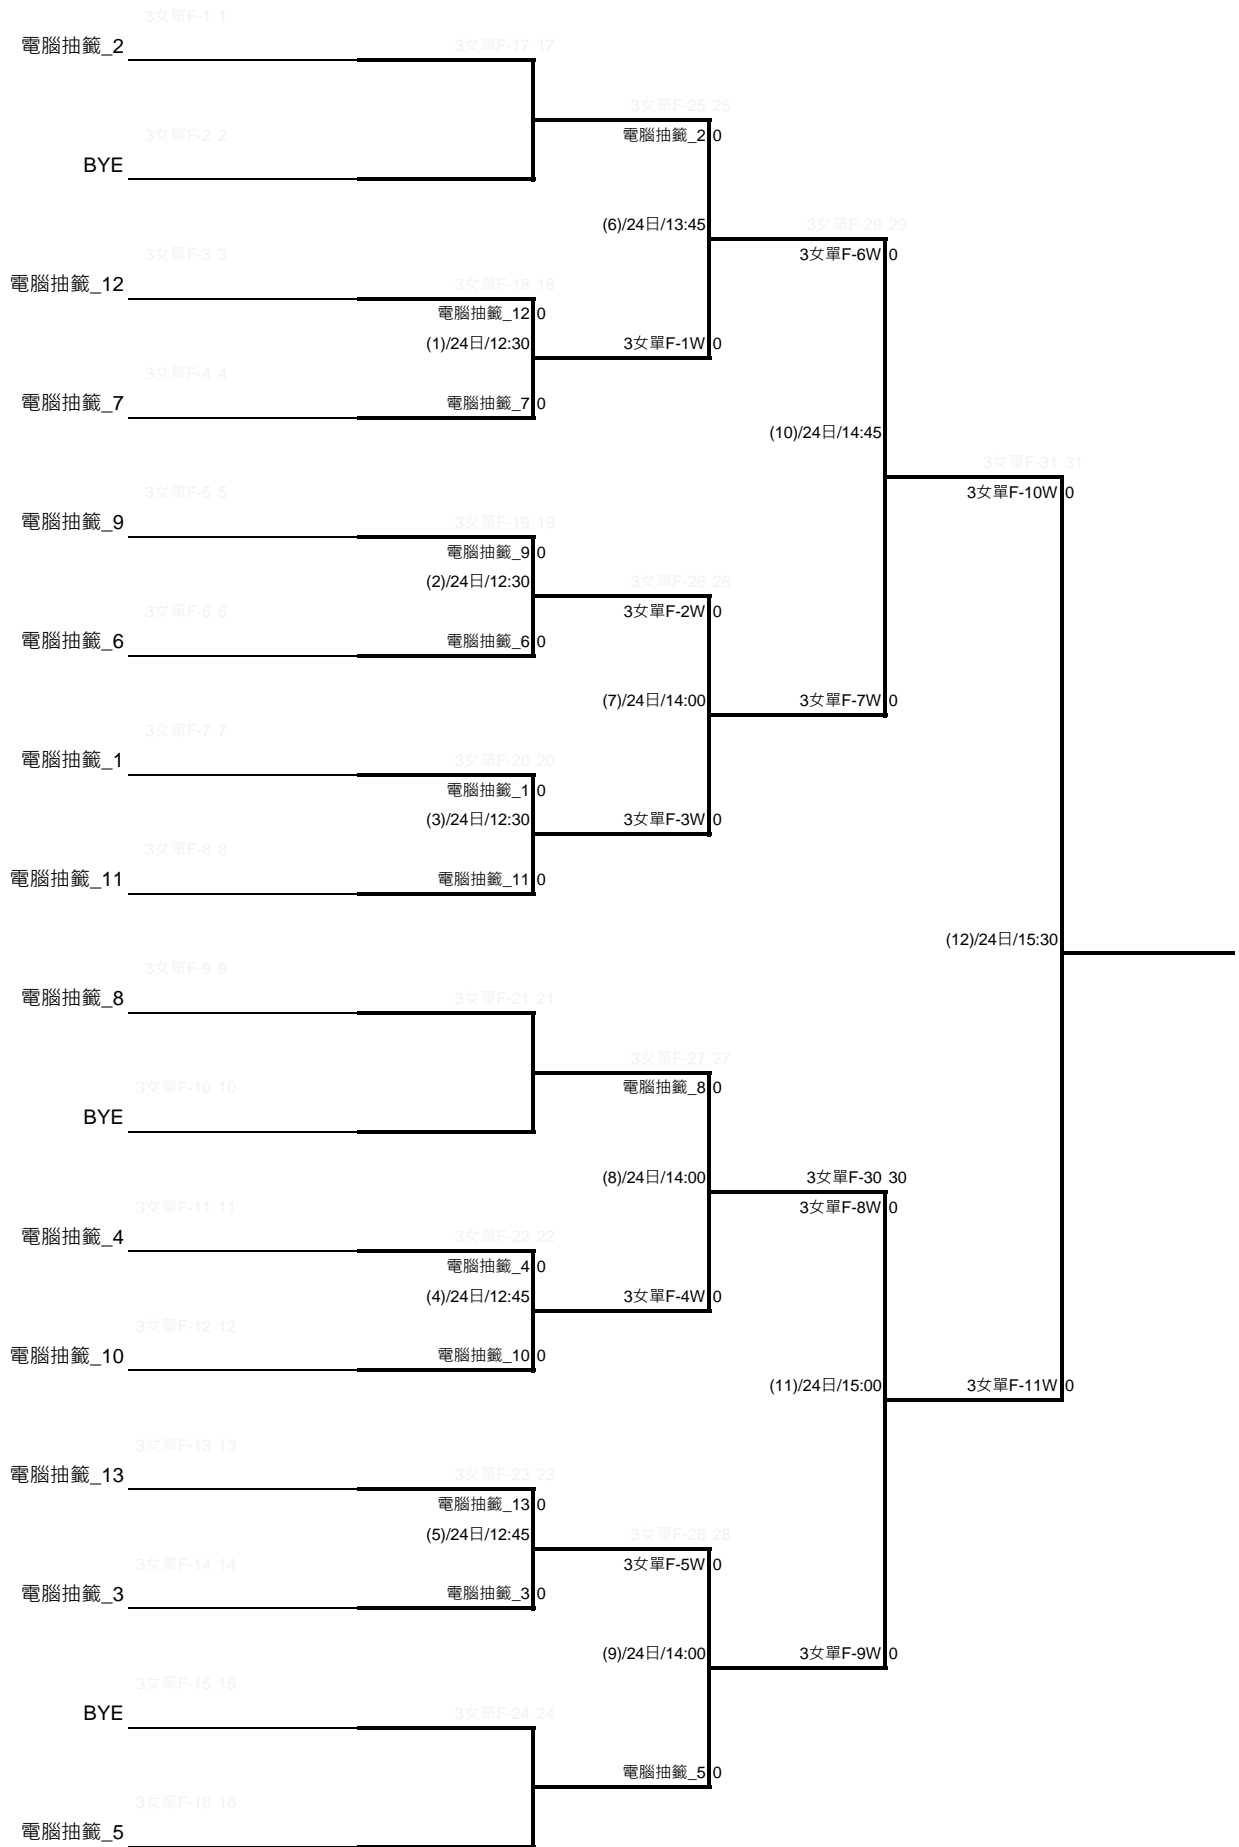 3女單F-1 1
電腦抽籤_2
3女單F-17 17
3女單F-25 25
3女單F-2 2
電腦抽籤_2 0
BYE
(6)/24日/13:45
3女單F-29 29
3女單F-3 3
3女單F-6W 0
電腦抽籤_12
3女單F-18 18
電腦抽籤_12 0
(1)/24日/12:30
3女單F-1W 0
3女單F-4 4
電腦抽籤_7
電腦抽籤_7 0
(10)/24日/14:45
3女單F-31 31
3女單F-5 5
3女單F-10W 0
電腦抽籤_9
3女單F-19 19
電腦抽籤_9 0
(2)/24日/12:30
3女單F-26 26
3女單F-6 6
3女單F-2W 0
電腦抽籤_6
電腦抽籤_6 0
(7)/24日/14:00
3女單F-7W 0
3女單F-7 7
電腦抽籤_1
3女單F-20 20
電腦抽籤_1 0
(3)/24日/12:30
3女單F-3W 0
3女單F-8 8
電腦抽籤_11
電腦抽籤_11 0
(12)/24日/15:30
3女單F-9 9
電腦抽籤_8
3女單F-21 21
3女單F-27 27
3女單F-10 10
電腦抽籤_8 0
BYE
(8)/24日/14:00
3女單F-30 30
3女單F-11 11
3女單F-8W 0
電腦抽籤_4
3女單F-22 22
電腦抽籤_4 0
(4)/24日/12:45
3女單F-4W 0
3女單F-12 12
電腦抽籤_10
電腦抽籤_10 0
(11)/24日/15:00
3女單F-11W 0
3女單F-13 13
電腦抽籤_13
3女單F-23 23
電腦抽籤_13 0
(5)/24日/12:45
3女單F-28 28
3女單F-14 14
3女單F-5W 0
電腦抽籤_3
電腦抽籤_3 0
(9)/24日/14:00
3女單F-9W 0
3女單F-15 15
BYE
3女單F-24 24
電腦抽籤_5 0
3女單F-16 16
電腦抽籤_5